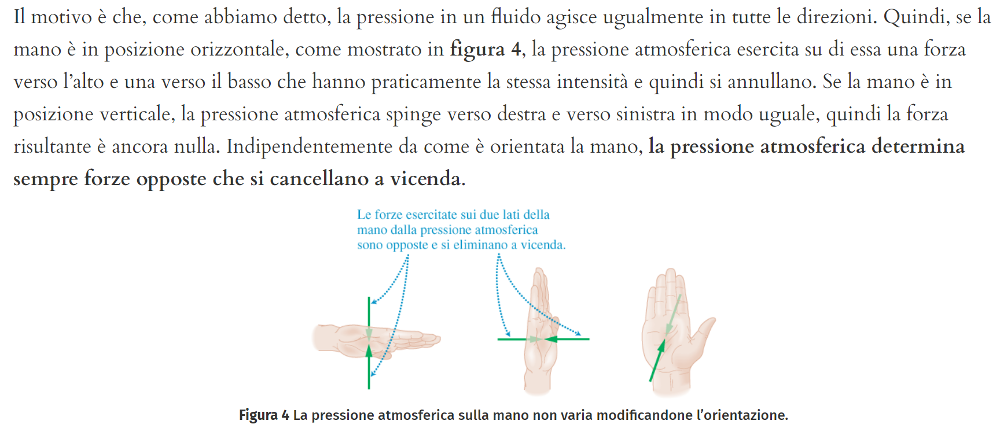 Il motivo è che, come abbiamo detto, la pressione in un fluido agisce ugualmente in tutte le direzioni. Quindi, se la
mano è in posizione orizzontale, come mostrato in figura 4, la pressione atmosferica esercita su di essa una forza
verso l’alto e una verso il basso che hanno praticamente la stessa intensità e quindi si annullano. Se la mano è in
posizione verticale, la pressione atmosferica spinge verso destra e verso sinistra in modo uguale, quindi la forza
risultante è ancora nulla. Indipendentemente da come è orientata la mano, la pressione atmosferica determina
sempre forze opposte che si cancellano a vicenda.
Le forze esercitate sui due lati della
mano dalla pressione atmosferica
sono opposte e si eliminano a vicenda.
Figura 4 La pressione atmosferica sulla mano non varia modificandone l’orientazione.